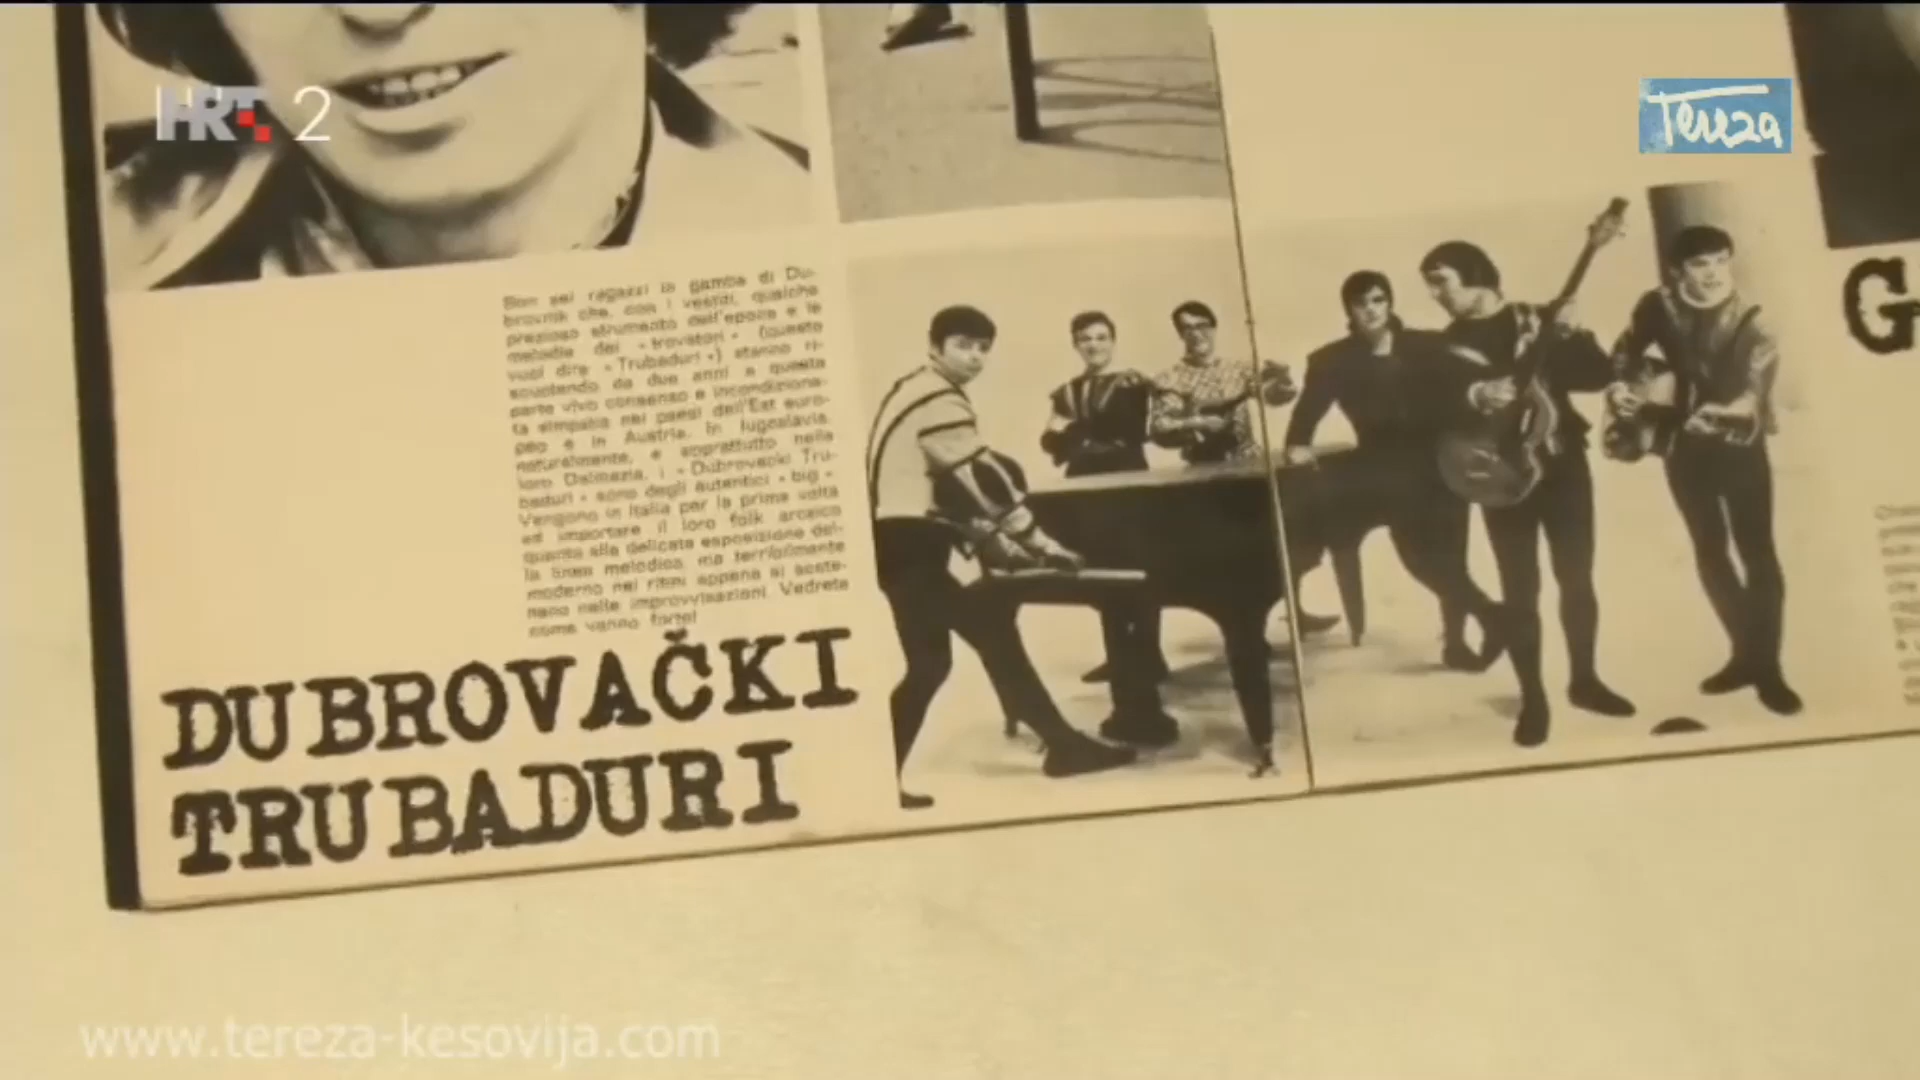 HRT 2
Tereza
Bon sei ragazzi in gamba di Du-
brovnik che, con i vestiti, qualche
prezioso strumento dell'epoca e le
melodie dei « trovatori » (questo
vuol dire « Trubaduri ») stanno ri-
scuotendo da due anni a questa
parte vivo consenso e incondiziona-
ta simpatia nei paesi dell'Est euro-
peo e in Austria. In Iugoslavia,
naturalmente, e soprattutto nella
loro Dalmazia, i « Dubrovacki Tru-
baduri » sono degli autentici « big »
Vengono in Italia per la prima volta
ed importare il loro folk arcaico
quanto alla delicata esposizione del-
la linea melodica, ma terribilmente
moderno nei ritmi appena si scate-
nano nelle improvvisazioni. Vedrete
come vanno forte!
DUBROVAČKI
TRUBADURI
G
www.tereza-kesovija.com